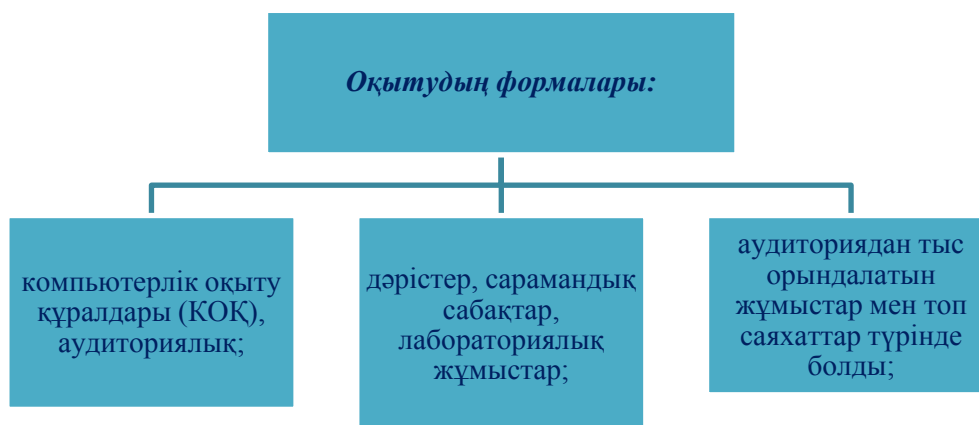 Оқытудың формалары:
компьютерлік оқыту
құралдары (КОҚ),
аудиториялық;
дәрістер, сарамандық
сабақтар,
лабораториялық
жұмыстар;
аудиториядан тыс
орындалатын
жұмыстар мен топ
саяхаттар түрінде
болды;